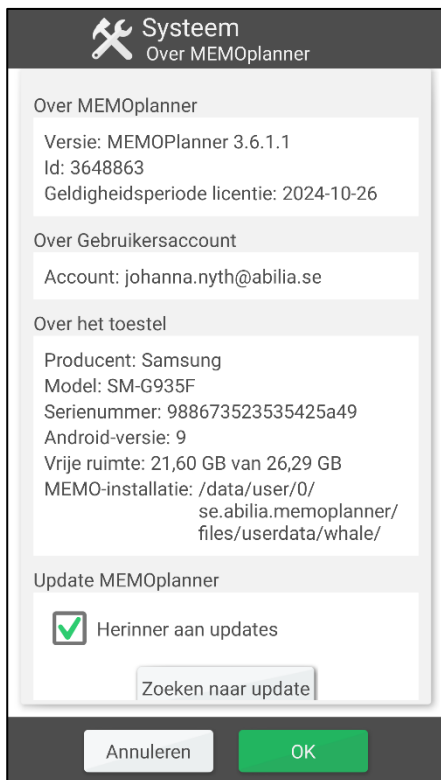 Systeem
Over MEMOplanner
Over MEMOplanner
Versie: MEMOPlanner 3.6.1.1
Id: 3648863
Geldigheidsperiode licentie: 2024-10-26
Over Gebruikersaccount
Account: johanna.nyth@abilia.se
Over het toestel
Producent: Samsung
Model: SM-G935F
Serienummer: 988673523535425a49
Android-versie: 9
Vrije ruimte: 21,60 GB van 26,29 GB
MEMO-installatie: /data/user/0/
se.abilia.memoplanner/
files/userdata/whale/
Update MEMOplanner
Herinner aan updates
Zoeken naar update
Annuleren
OK